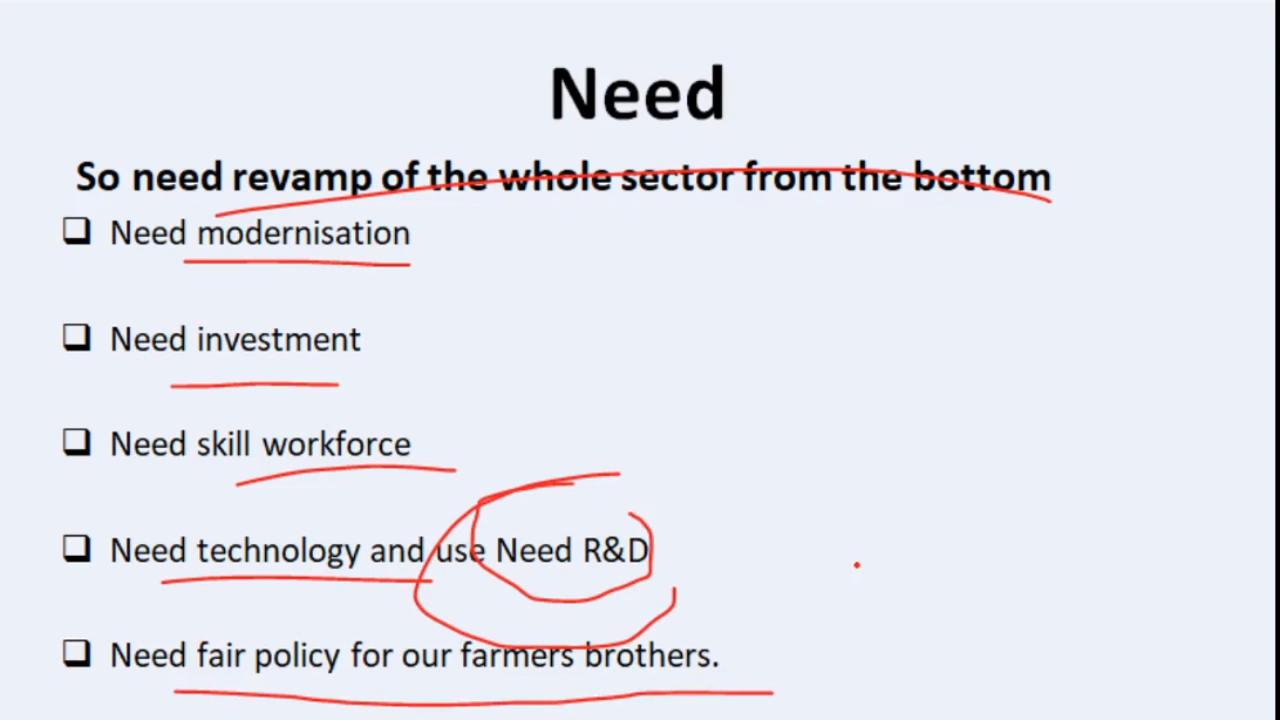 Need
So need revamp of the whole sector from the bottom
Need modernisation
Need investment
Need skill workforce
Need technology and use Need R&D
Need fair policy for our farmers brothers.